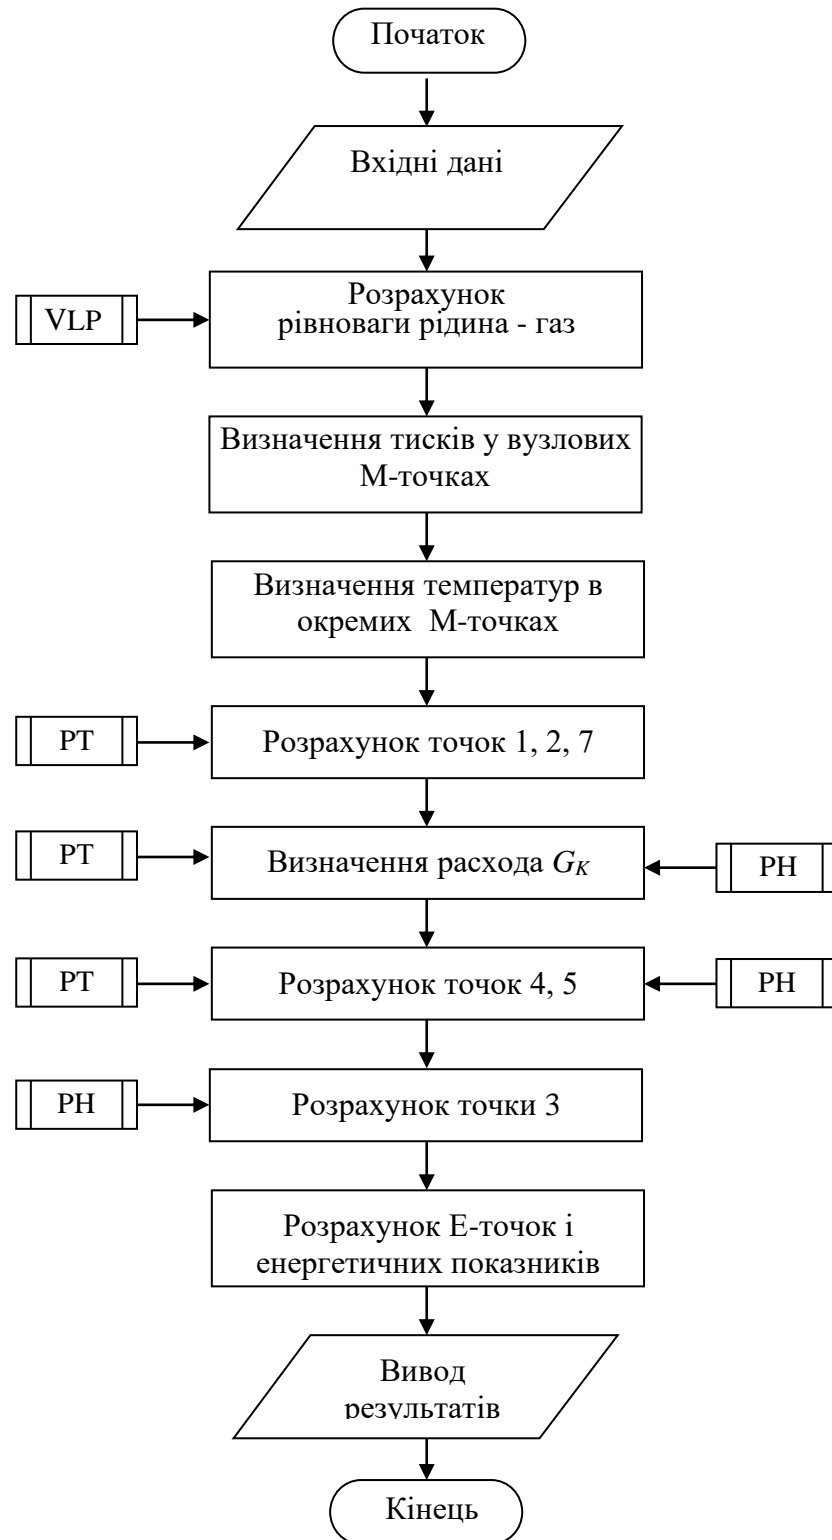 Початок
Вхідні дані
Розрахунок
VLP
рівноваги рідина - газ
Визначення тисків у вузлових
М-точках
Визначення температур в
окремих М-точках
PT
Розрахунок точок 1, 2, 7
PT
Визначення расхода G_K
PH
PT
Розрахунок точок 4, 5
PH
PH
Розрахунок точки 3
Розрахунок Е-точок і
енергетичних показників
Вивод
результатів
Кінець